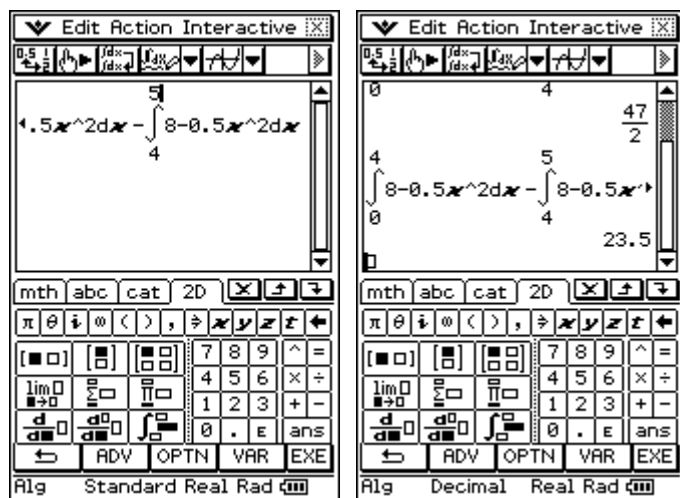 Edit Action Interactive
5
.5x^2dx-∫8-0.5x^2dx
4
mth abc cat 2D
π θ i ∞ ( ) , ⇒ x y z t
7 8 9 ^ =
lim 4 5 6 × ÷
Σ Π
1 2 3 + -
d/d d/d ∫ 0 . E ans
ADV OPTN VAR EXE
Alg Standard Real Rad
Edit Action Interactive
0 4
47
2
4 5
∫8-0.5x^2dx-∫8-0.5x^
0 4
23.5
mth abc cat 2D
π θ i ∞ ( ) , ⇒ x y z t
7 8 9 ^ =
lim 4 5 6 × ÷
Σ Π
1 2 3 + -
d/d d/d ∫ 0 . E ans
ADV OPTN VAR EXE
Alg Decimal Real Rad